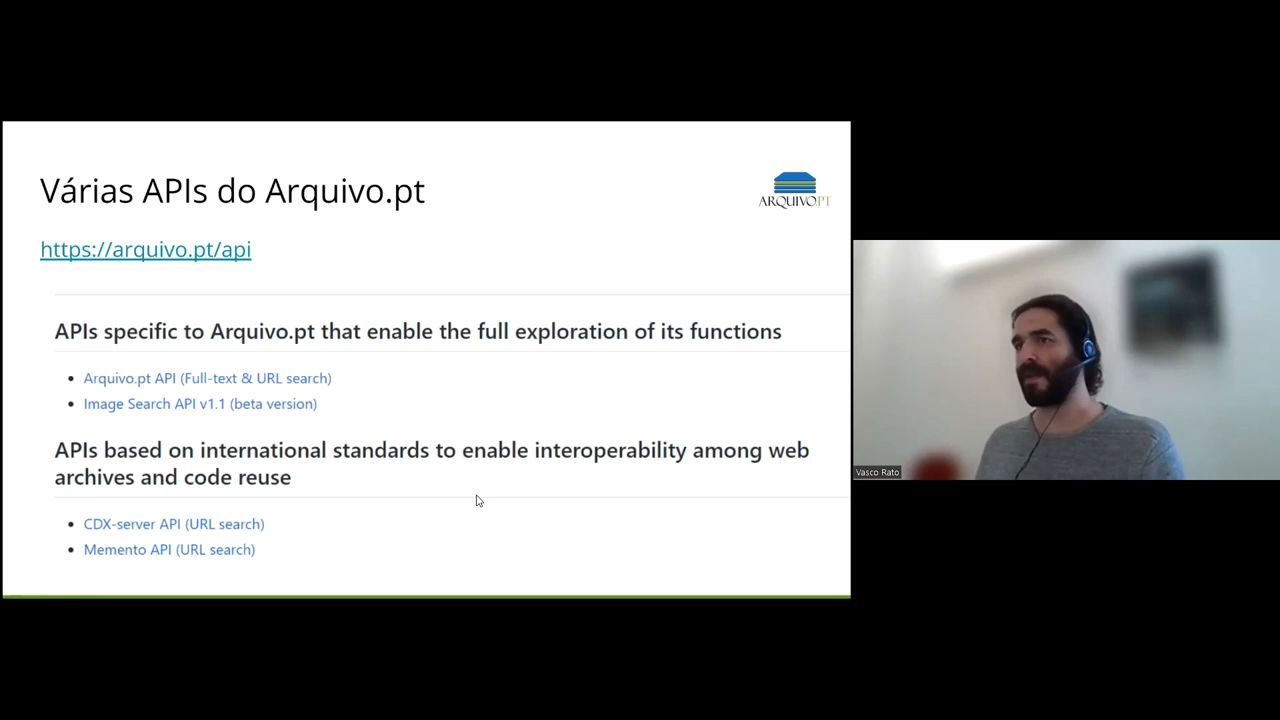 Várias APIs do Arquivo.pt
ARQUIVO.PT
https://arquivo.pt/api
APIs specific to Arquivo.pt that enable the full exploration of its functions
Arquivo.pt API (Full-text & URL search)
Image Search API v1.1 (beta version)
APIs based on international standards to enable interoperability among web
archives and code reuse
CDX-server API (URL search)
Memento API (URL search)
Vasco Rato